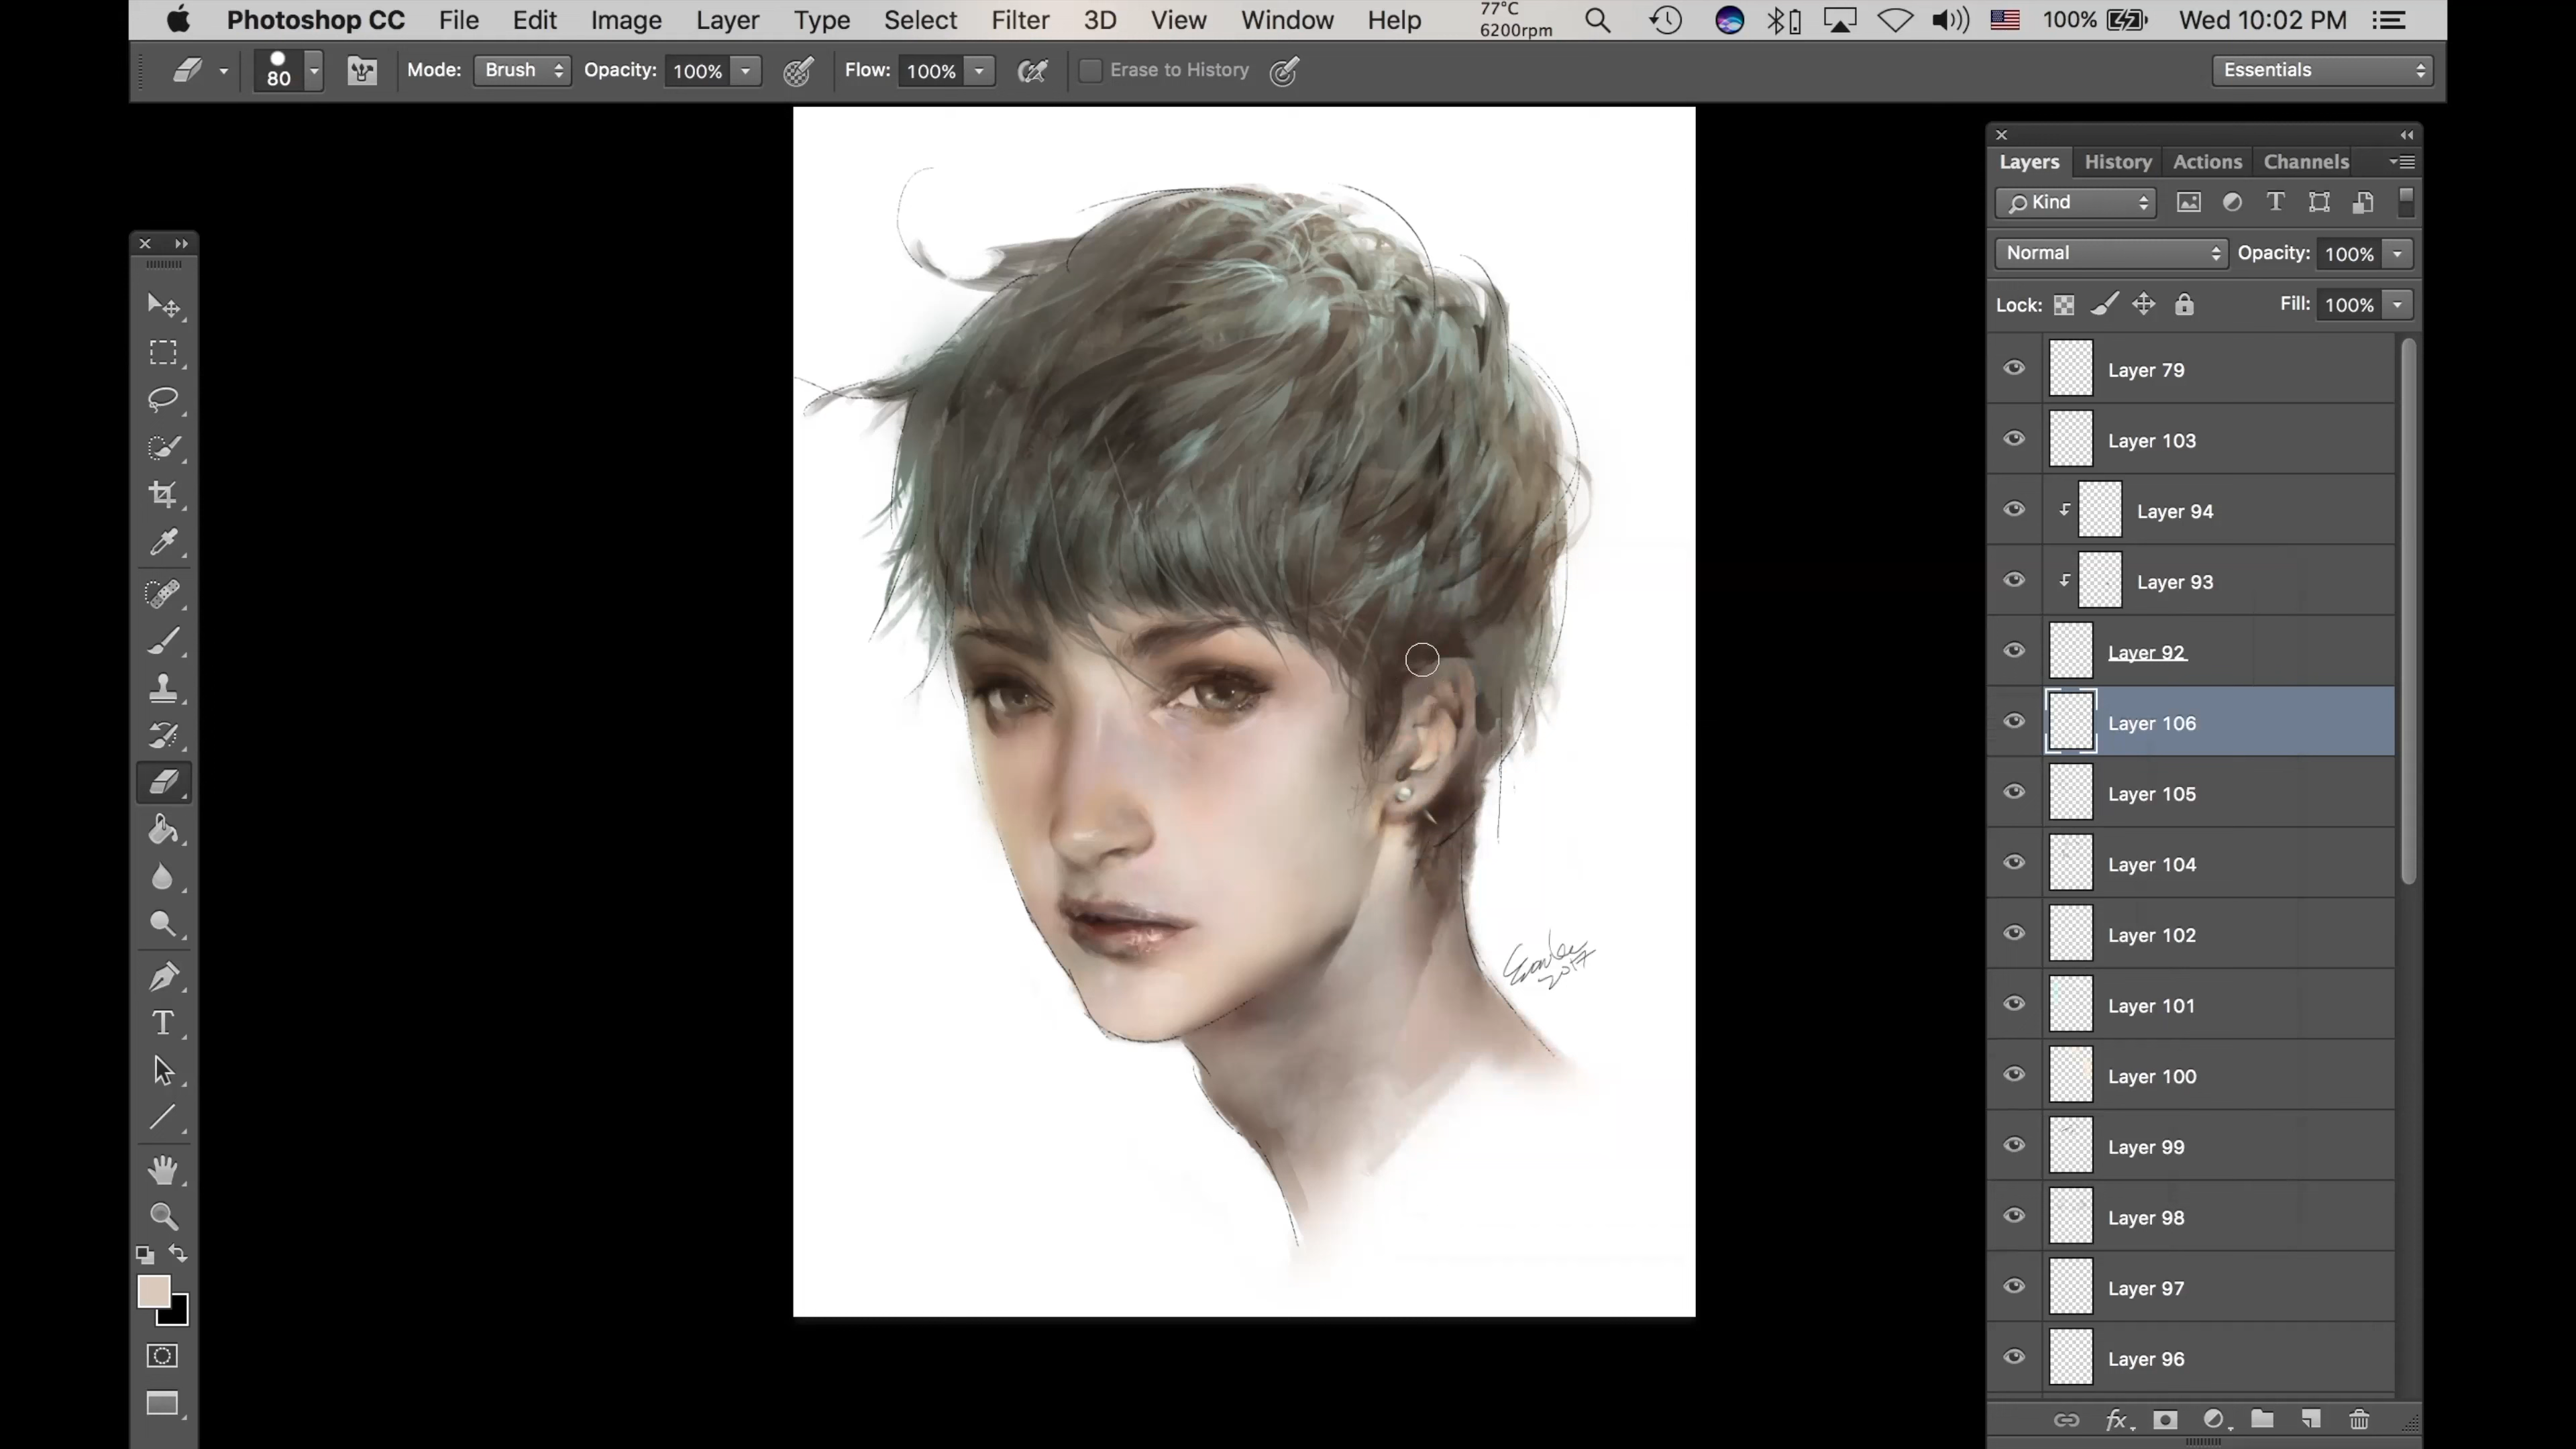 Photoshop CC File Edit Image Layer Type Select Filter 3D View Window Help 77°C 100% Wed 10:02 PM
6200rpm
80 Mode: Brush Opacity: 100% Flow: 100% Erase to History Essentials
Layers History Actions Channels
Kind
Normal Opacity: 100%
Lock: Fill: 100%
Layer 79
Layer 103
Layer 94
Layer 93
Layer 92
Layer 106
Layer 105
Layer 104
Layer 102
Layer 101
Layer 100
Layer 99
Layer 98
Layer 97
Layer 96
fx
2017